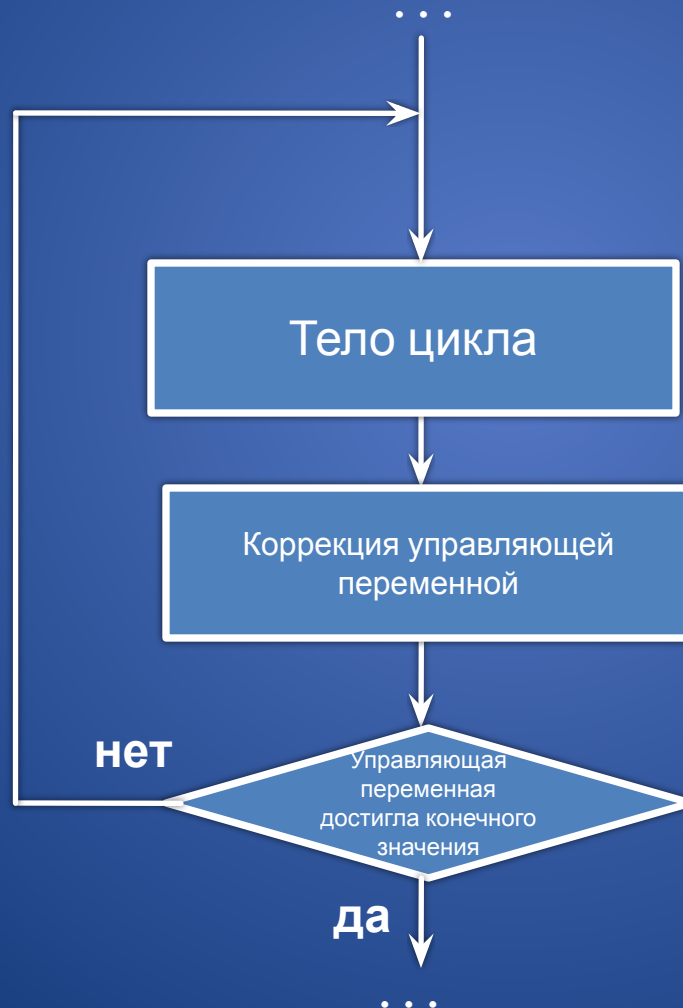 . . .
Тело цикла
Коррекция управляющей
переменной
нет
Управляющая
переменная
достигла конечного
значения
да
. . .